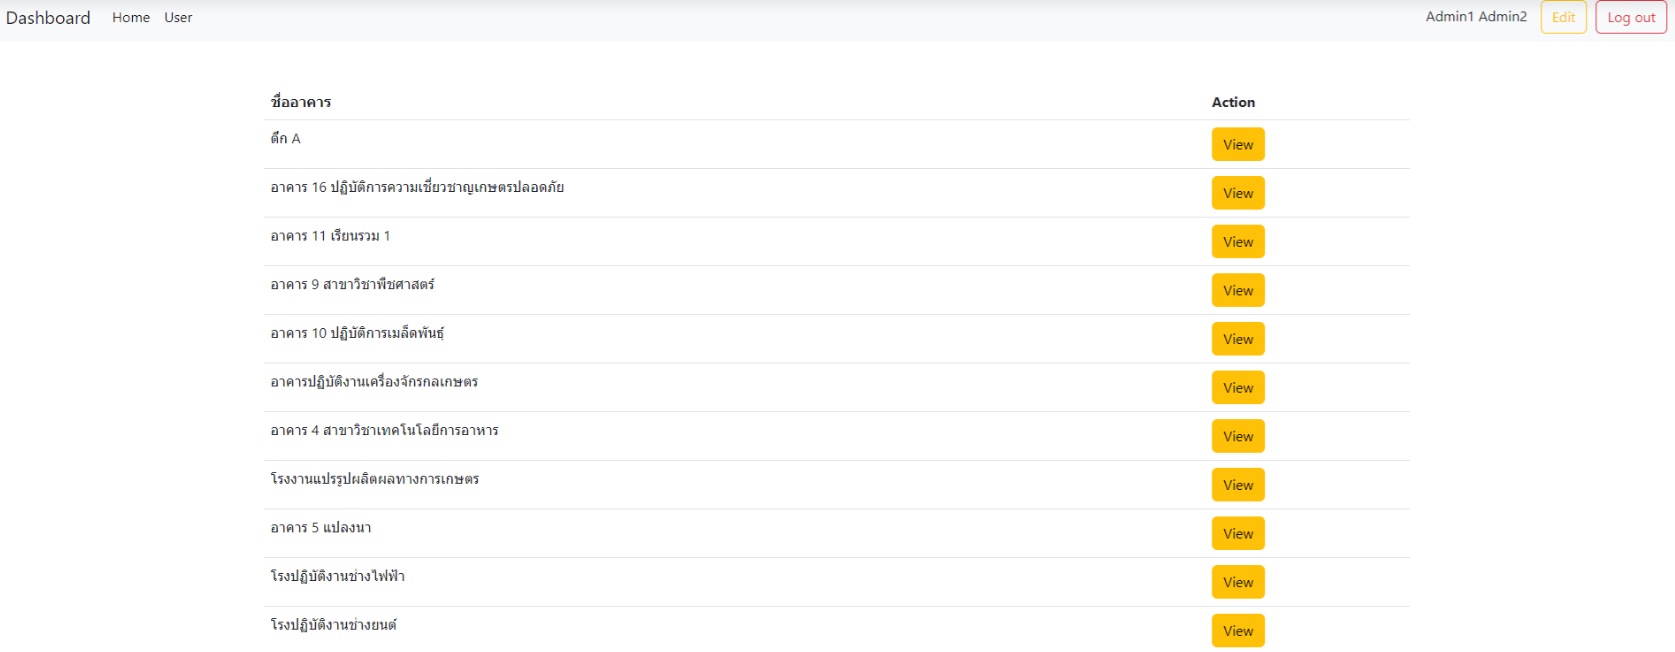 Dashboard Home User Admin1 Admin2 Edit Log out
ชื่ออาคาร Action
ตึก A View
อาคาร 16 ปฏิบัติการความเชี่ยวชาญเกษตรปลอดภัย View
อาคาร 11 เรียนรวม 1 View
อาคาร 9 สาขาวิชาพืชศาสตร์ View
อาคาร 10 ปฏิบัติการเมล็ดพันธุ์ View
อาคารปฏิบัติงานเครื่องจักรกลเกษตร View
อาคาร 4 สาขาวิชาเทคโนโลยีการอาหาร View
โรงงานแปรรูปผลิตผลทางการเกษตร View
อาคาร 5 แปลงนา View
โรงปฏิบัติงานช่างไฟฟ้า View
โรงปฏิบัติงานช่างยนต์ View